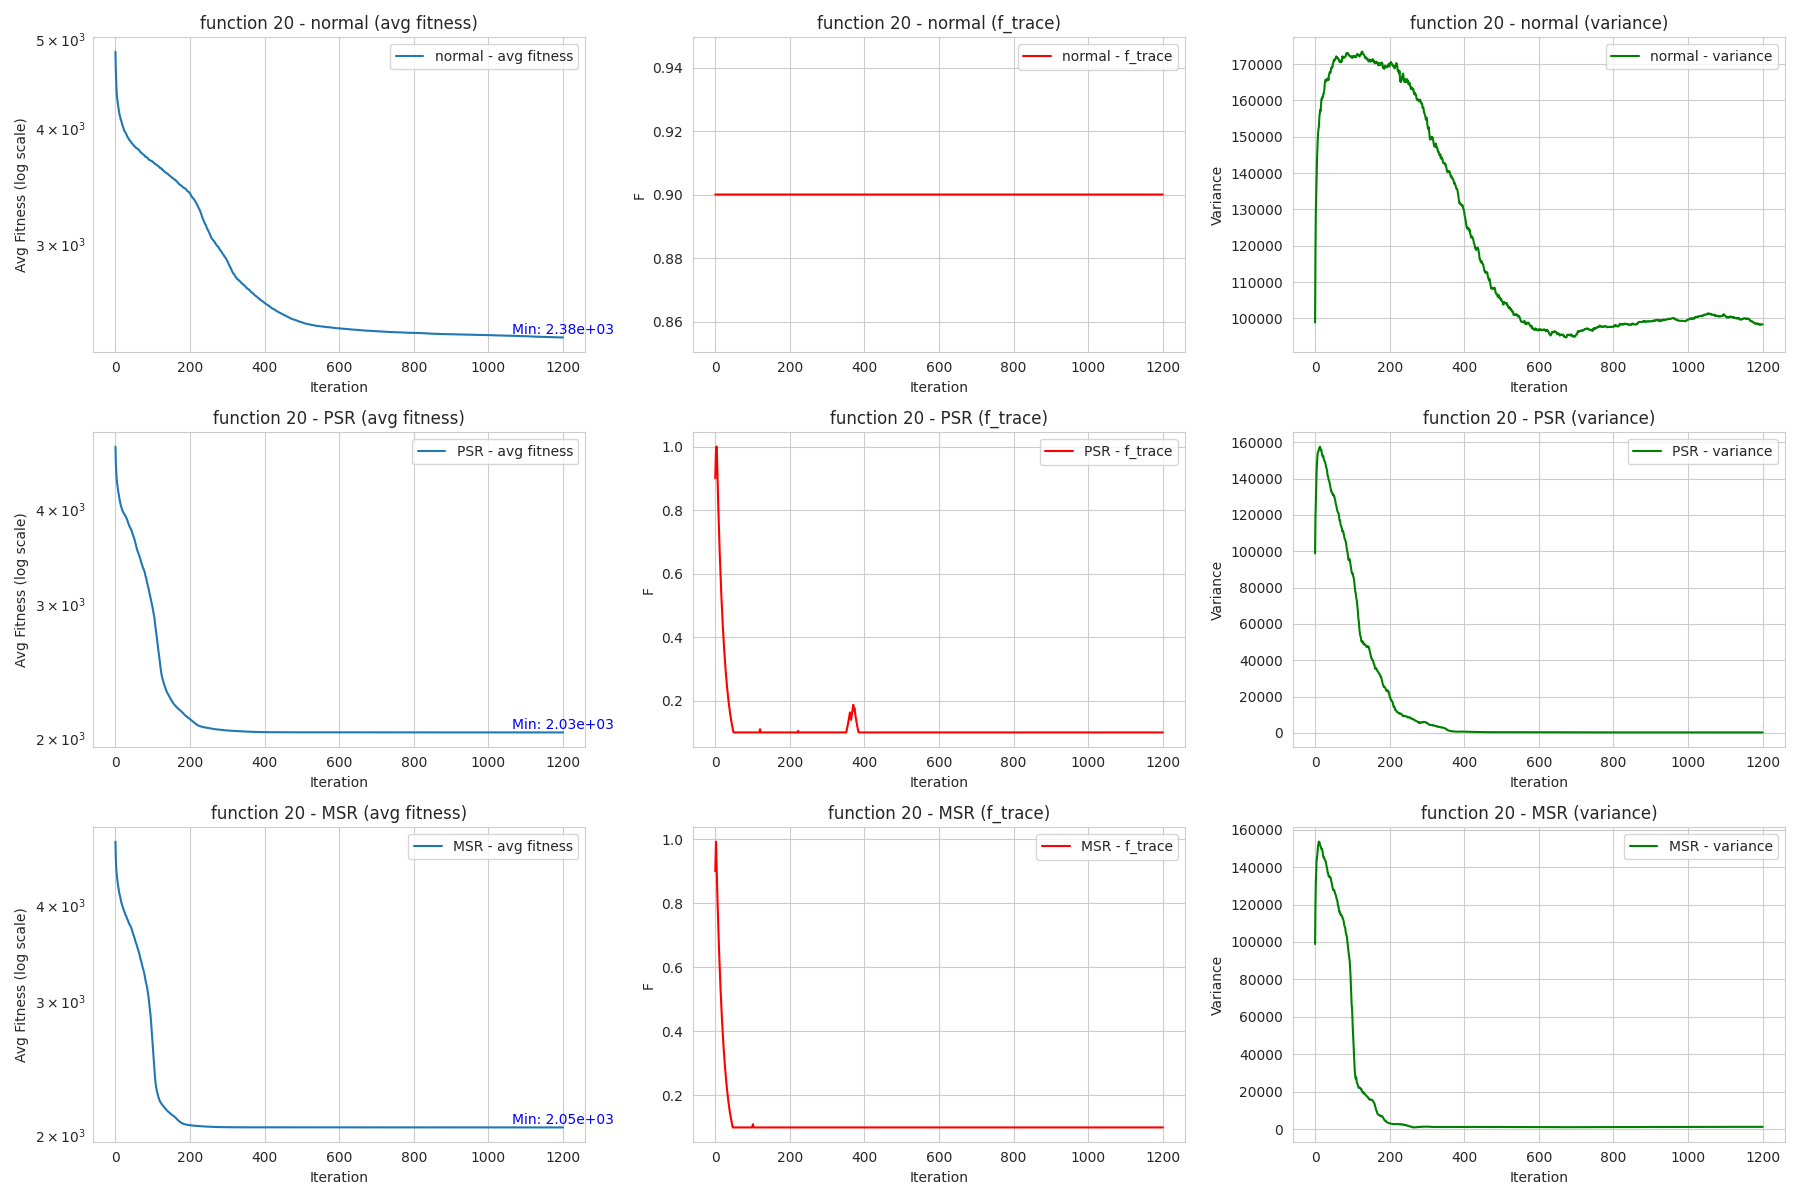 function 20 - normal (avg fitness)
5 × 10³
4 × 10³
3 × 10³
Avg Fitness (log scale)
normal - avg fitness
Min: 2.38e+03
0 200 400 600 800 1000 1200
Iteration
function 20 - normal (f_trace)
0.94
0.92
0.90
0.88
0.86
F
normal - f_trace
0 200 400 600 800 1000 1200
Iteration
function 20 - normal (variance)
170000
160000
150000
140000
130000
120000
110000
100000
Variance
normal - variance
0 200 400 600 800 1000 1200
Iteration
function 20 - PSR (avg fitness)
4 × 10³
3 × 10³
2 × 10³
Avg Fitness (log scale)
PSR - avg fitness
Min: 2.03e+03
0 200 400 600 800 1000 1200
Iteration
function 20 - PSR (f_trace)
1.0
0.8
0.6
0.4
0.2
F
PSR - f_trace
0 200 400 600 800 1000 1200
Iteration
function 20 - PSR (variance)
160000
140000
120000
100000
80000
60000
40000
20000
0
Variance
PSR - variance
0 200 400 600 800 1000 1200
Iteration
function 20 - MSR (avg fitness)
4 × 10³
3 × 10³
2 × 10³
Avg Fitness (log scale)
MSR - avg fitness
Min: 2.05e+03
0 200 400 600 800 1000 1200
Iteration
function 20 - MSR (f_trace)
1.0
0.8
0.6
0.4
0.2
F
MSR - f_trace
0 200 400 600 800 1000 1200
Iteration
function 20 - MSR (variance)
160000
140000
120000
100000
80000
60000
40000
20000
0
Variance
MSR - variance
0 200 400 600 800 1000 1200
Iteration